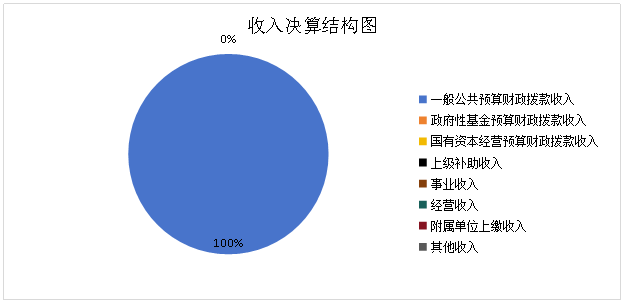 收入决算结构图
0%
100%
一般公共预算财政拨款收入
政府性基金预算财政拨款收入
国有资本经营预算财政拨款收入
上级补助收入
事业收入
经营收入
附属单位上缴收入
其他收入